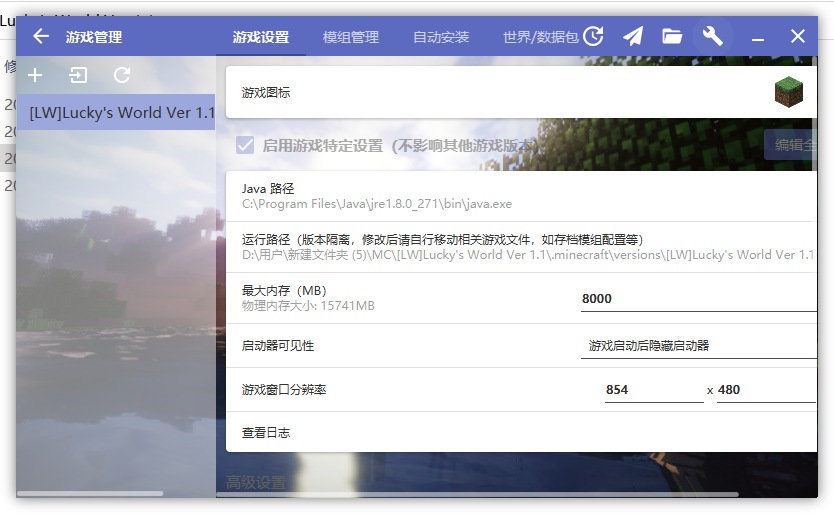 Lu
修
20
20
20
20
游戏管理
游戏设置
模组管理
自动安装
世界/数据包
[LW]Lucky's World Ver 1.1
游戏图标
启用游戏特定设置（不影响其他游戏版本）
编辑全
Java 路径
C:\Program Files\Java\jre1.8.0_271\bin\java.exe
运行路径（版本隔离，修改后请自行移动相关游戏文件，如存档模组配置等）
D:\用户\新建文件夹 (5)\MC\[LW]Lucky's World Ver 1.1\.minecraft\versions\[LW]Lucky's World Ver 1.1
最大内存（MB）
物理内存大小: 15741MB
8000
启动器可见性
游戏启动后隐藏启动器
游戏窗口分辨率
854 x 480
查看日志
高级设置